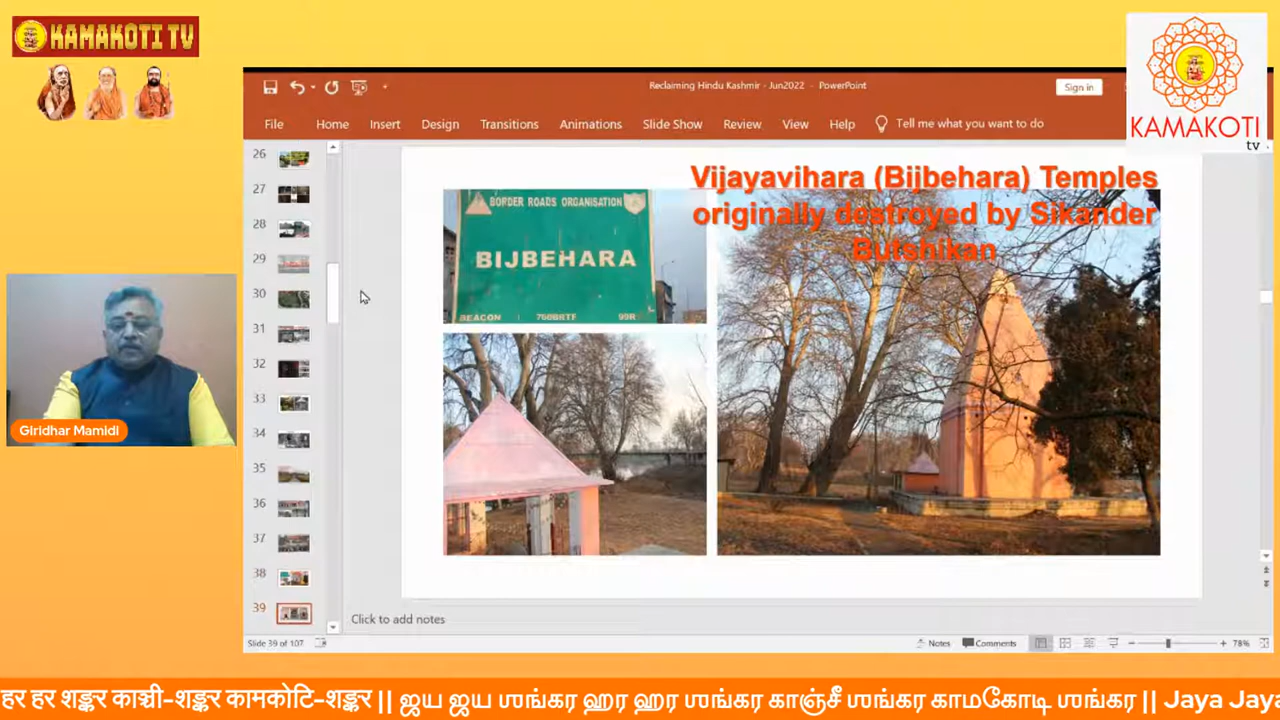 KAMAKOTI TV
KAMAKOTI
tv
Reclaiming Hindu Kashmir - Jun2022 - PowerPoint
Sign in
File Home Insert Design Transitions Animations Slide Show Review View Help Tell me what you want to do
26
27
28
29
30
31
32
33
34
35
36
37
38
39
Vijayavihara (Bijbehara) Temples
originally destroyed by Sikander
Butshikan
BORDER ROADS ORGANISATION
BIJBEHARA
BEACON 760BRTF 99R
Giridhar Mamidi
Click to add notes
Slide 39 of 107
Notes Comments 78%
हर हर शङ्कर काञ्ची-शङ्कर कामकोटि-शङ्कर || ஜய ஜய ஶங்கர ஹர ஹர ஶங்கர காஞ்சீ ஶங்கர காமகோடி ஶங்கர || Jaya Jaya